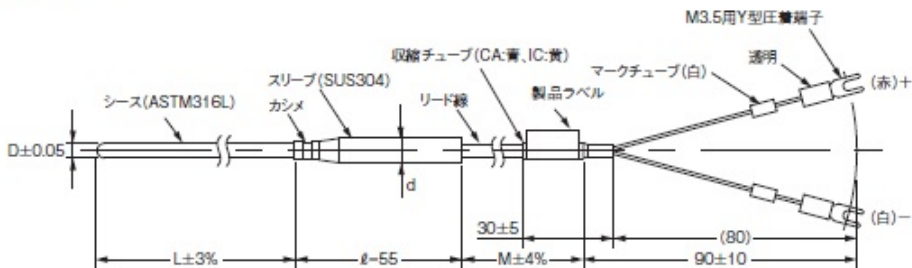 M3.5用Y型圧着端子
収縮チューブ(CA:青、IC:黄)
透明
スリーブ(SUS304)
マークチューブ(白)
(赤)+
シース(ASTM316L)
カシメ
リード線
製品ラベル
D±0.05
d
(白)−
30±5
(80)
L±3%
ℓ-55
M±4%
90±10